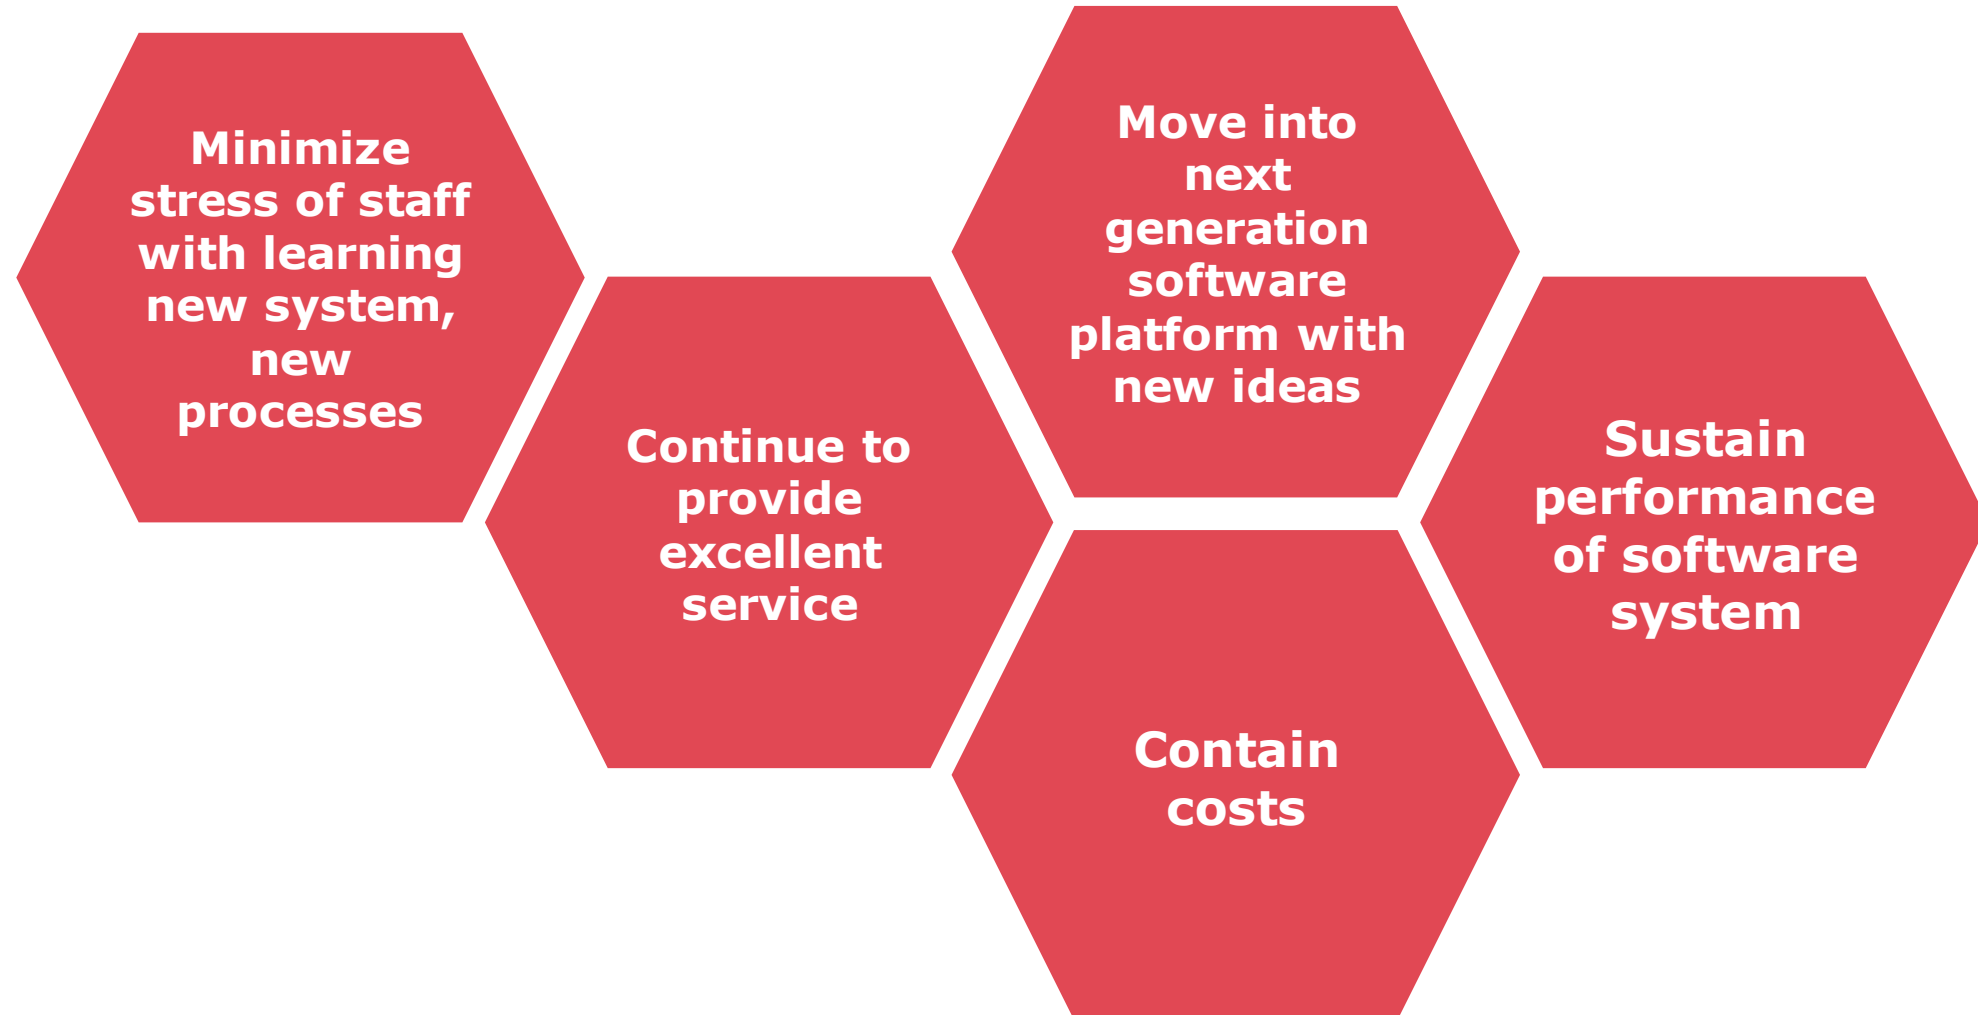 Minimize
stress of staff
with learning
new system,
new
processes
Continue to
provide
excellent
service
Move into
next
generation
software
platform with
new ideas
Contain
costs
Sustain
performance
of software
system